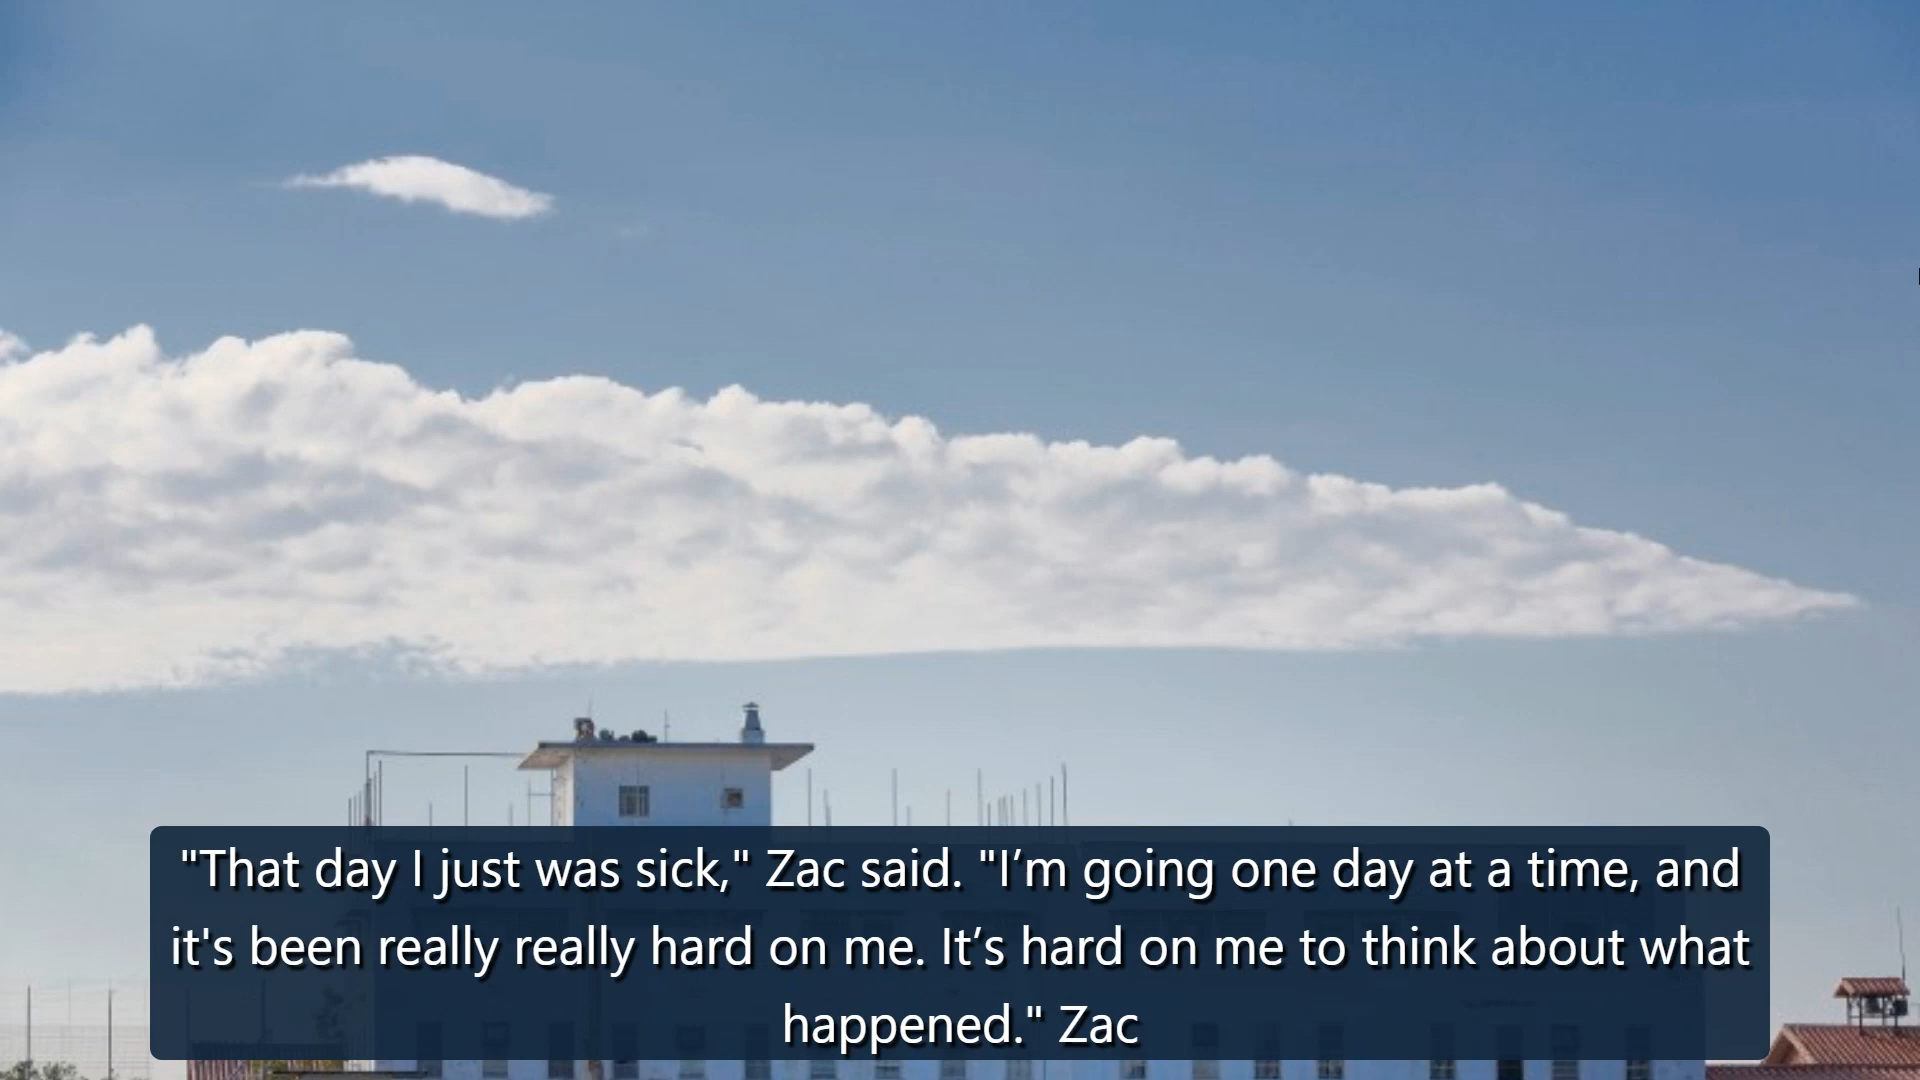 "That day I just was sick," Zac said. "I’m going one day at a time, and
it's been really really hard on me. It’s hard on me to think about what
happened." Zac